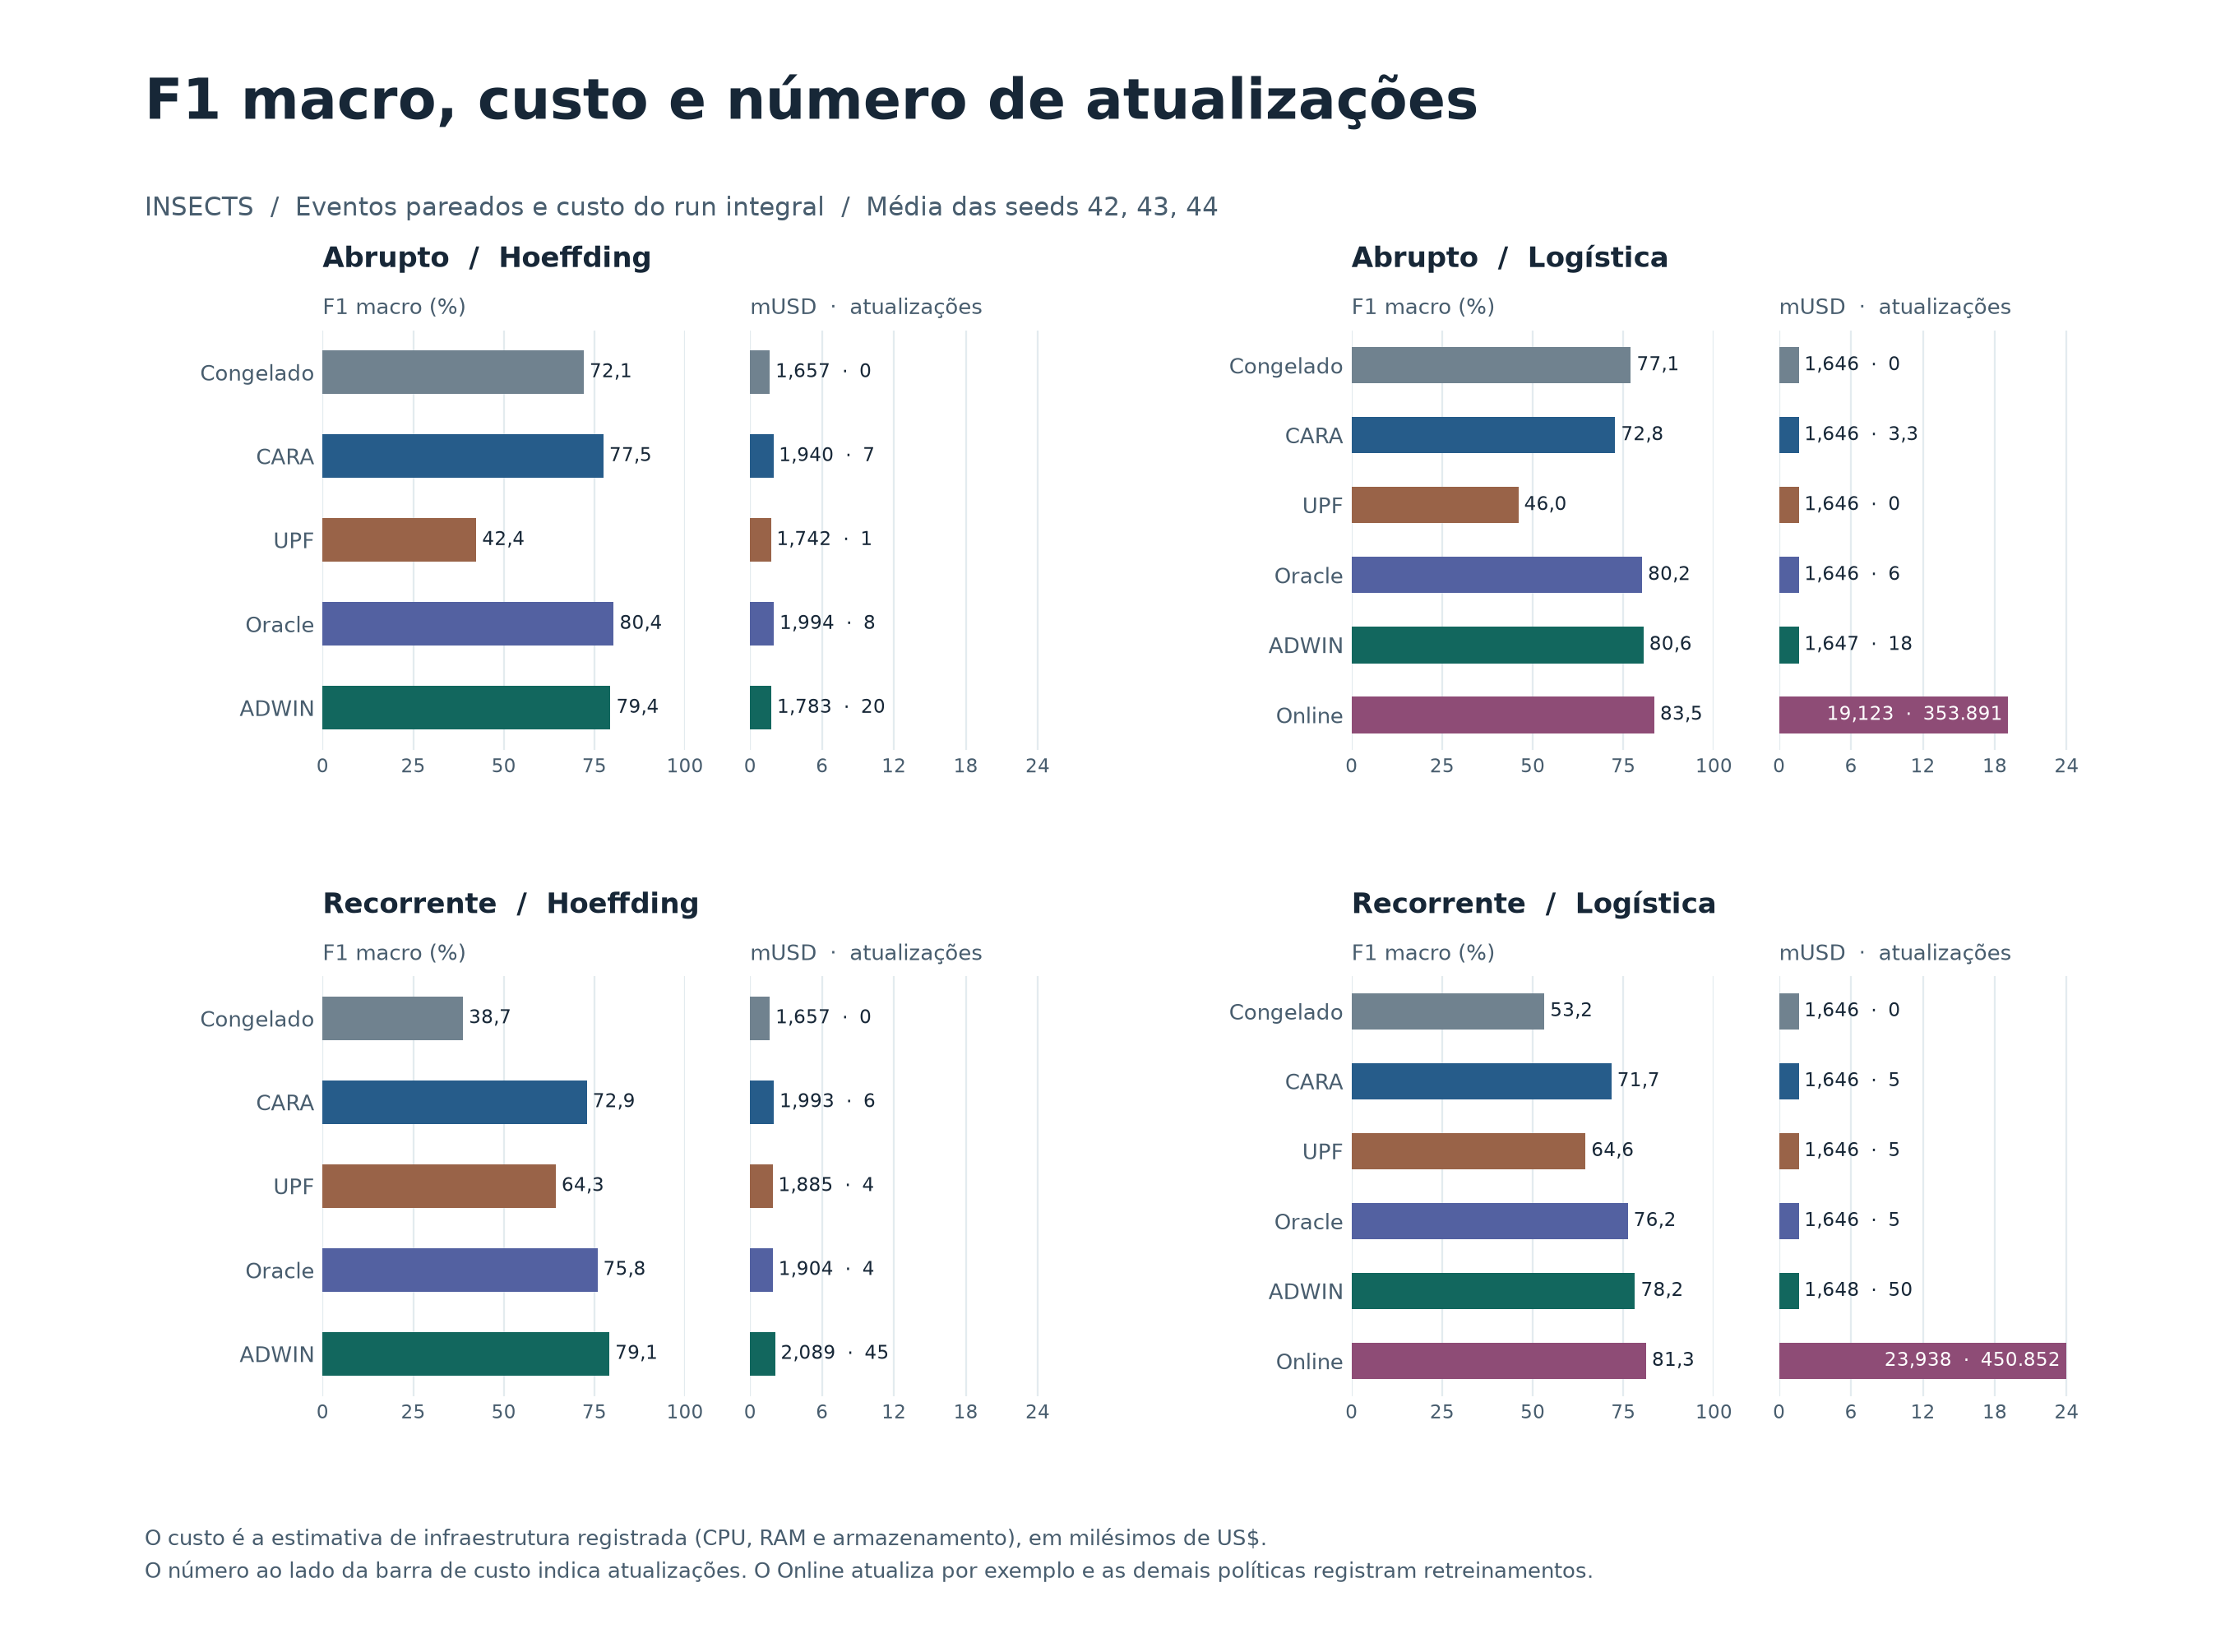 F1 macro, custo e número de atualizações
INSECTS / Eventos pareados e custo do run integral / Média das seeds 42, 43, 44
Abrupto / Hoeffding
F1 macro (%)
mUSD · atualizações
Congelado 72,1 1,657 · 0
CARA 77,5 1,940 · 7
UPF 42,4 1,742 · 1
Oracle 80,4 1,994 · 8
ADWIN 79,4 1,783 · 20
0 25 50 75 100 0 6 12 18 24
Abrupto / Logística
F1 macro (%)
mUSD · atualizações
Congelado 77,1 1,646 · 0
CARA 72,8 1,646 · 3,3
UPF 46,0 1,646 · 0
Oracle 80,2 1,646 · 6
ADWIN 80,6 1,647 · 18
Online 83,5 19,123 · 353.891
0 25 50 75 100 0 6 12 18 24
Recorrente / Hoeffding
F1 macro (%)
mUSD · atualizações
Congelado 38,7 1,657 · 0
CARA 72,9 1,993 · 6
UPF 64,3 1,885 · 4
Oracle 75,8 1,904 · 4
ADWIN 79,1 2,089 · 45
0 25 50 75 100 0 6 12 18 24
Recorrente / Logística
F1 macro (%)
mUSD · atualizações
Congelado 53,2 1,646 · 0
CARA 71,7 1,646 · 5
UPF 64,6 1,646 · 5
Oracle 76,2 1,646 · 5
ADWIN 78,2 1,648 · 50
Online 81,3 23,938 · 450.852
0 25 50 75 100 0 6 12 18 24
O custo é a estimativa de infraestrutura registrada (CPU, RAM e armazenamento), em milésimos de US$.
O número ao lado da barra de custo indica atualizações. O Online atualiza por exemplo e as demais políticas registram retreinamentos.